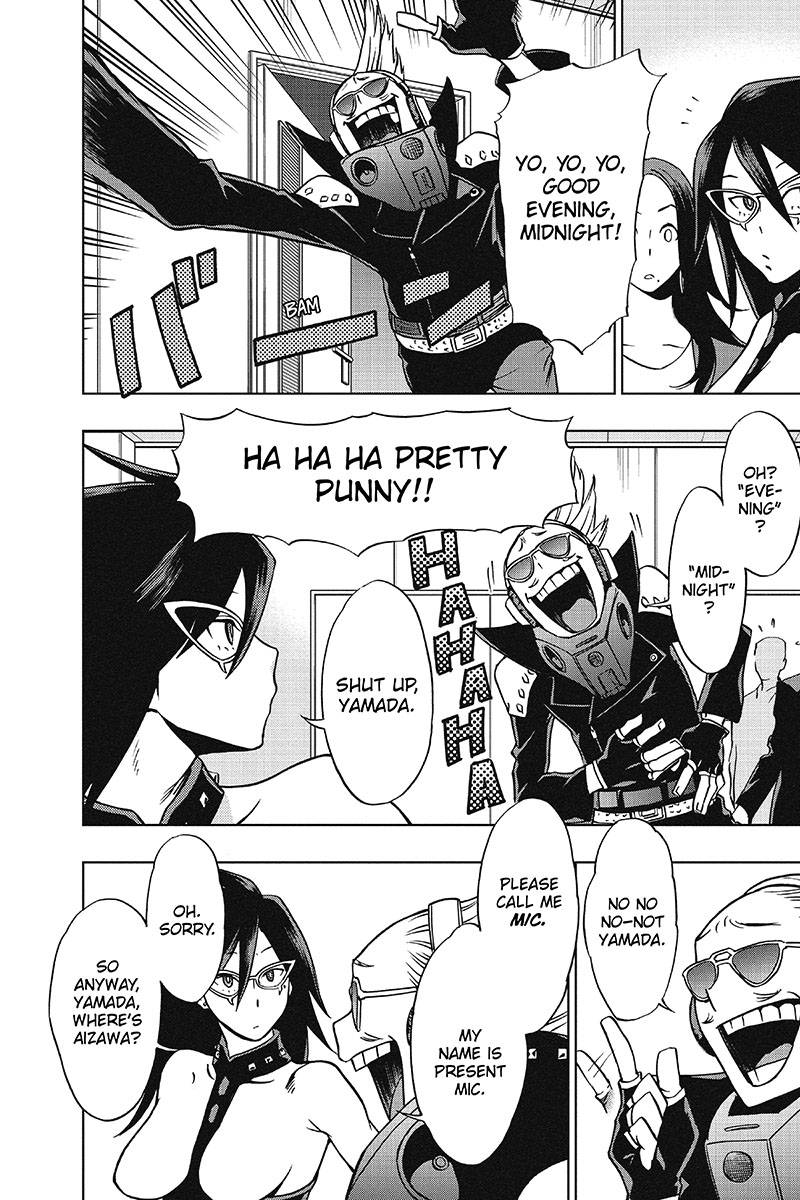 YO, YO, YO,
GOOD
EVENING,
MIDNIGHT!
BAM
バーン
OH?
"EVE-
NING"
?
"MID-
NIGHT"
?
HA HA HA PRETTY
PUNNY!!
HAHAHAHA
SHUT UP,
YAMADA.
NO NO
NO-NOT
YAMADA.
PLEASE
CALL ME
MIC.
MY
NAME IS
PRESENT
MIC.
OH.
SORRY.
SO
ANYWAY,
YAMADA,
WHERE'S
AIZAWA?